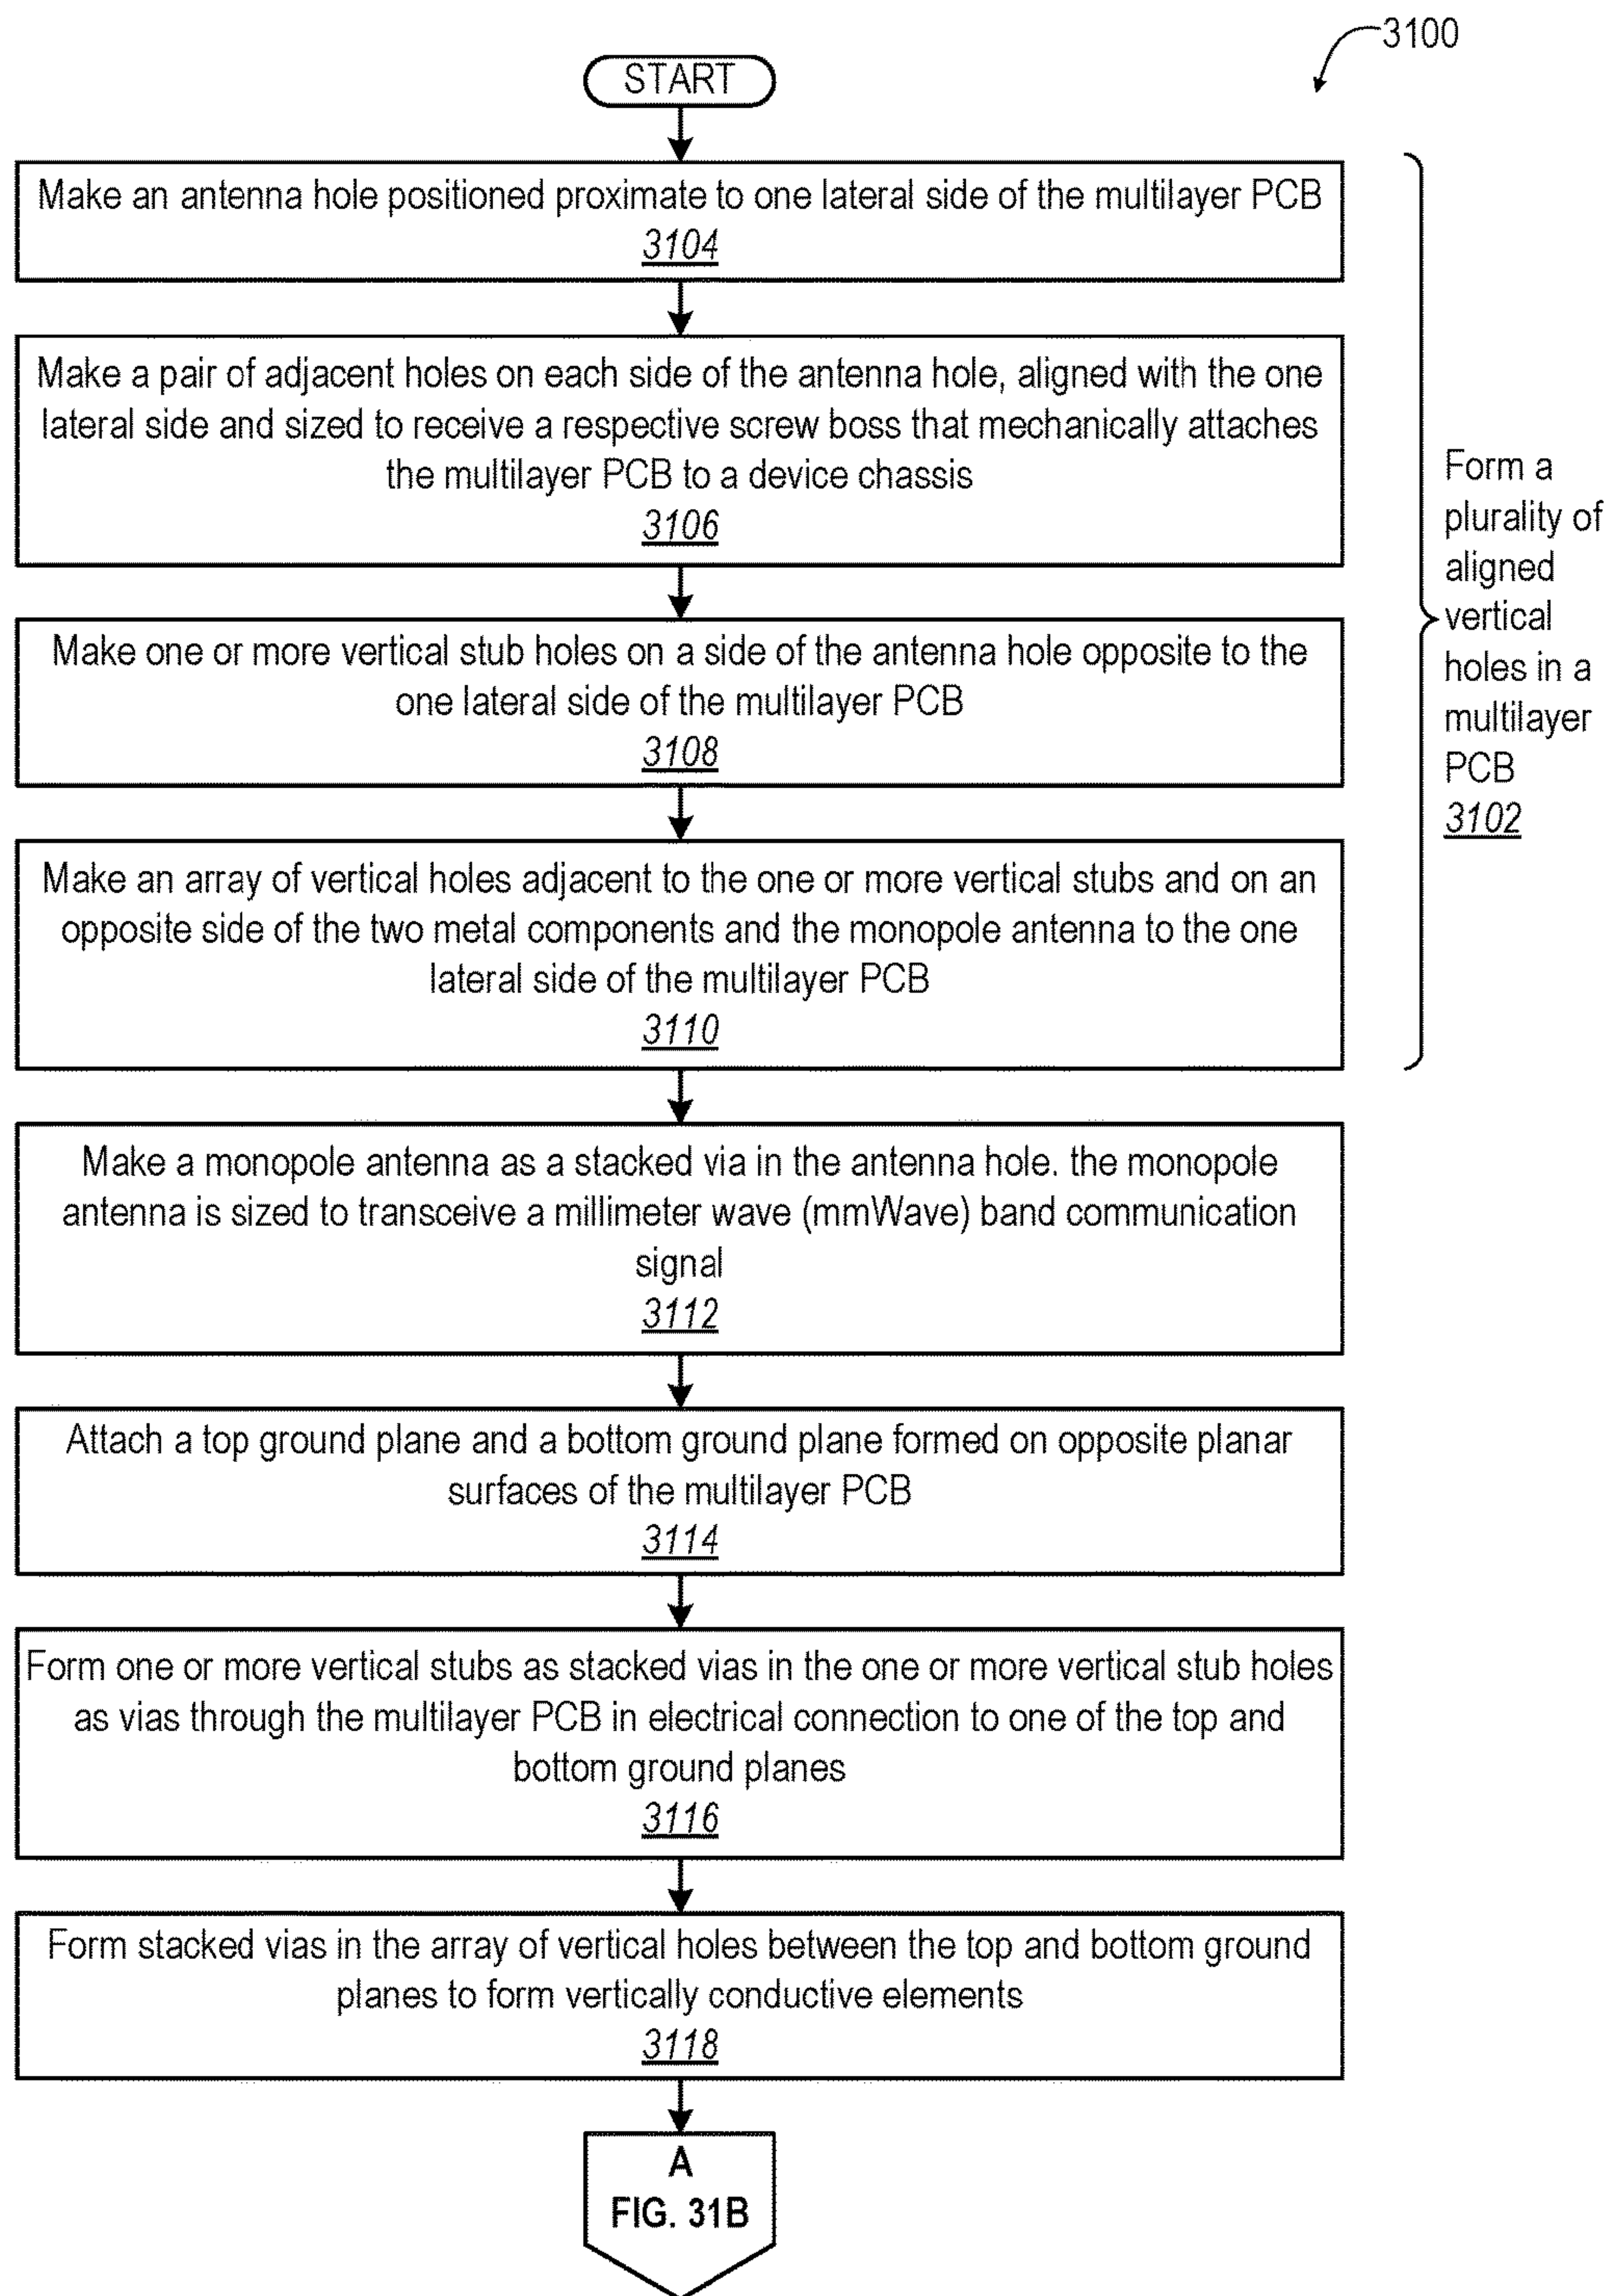 3100
START
Make an antenna hole positioned proximate to one lateral side of the multilayer PCB
3104
Make a pair of adjacent holes on each side of the antenna hole, aligned with the one
lateral side and sized to receive a respective screw boss that mechanically attaches
the multilayer PCB to a device chassis
3106
Make one or more vertical stub holes on a side of the antenna hole opposite to the
one lateral side of the multilayer PCB
3108
Make an array of vertical holes adjacent to the one or more vertical stubs and on an
opposite side of the two metal components and the monopole antenna to the one
lateral side of the multilayer PCB
3110
Form a
plurality of
aligned
vertical
holes in a
multilayer
PCB
3102
Make a monopole antenna as a stacked via in the antenna hole. the monopole
antenna is sized to transceive a millimeter wave (mmWave) band communication
signal
3112
Attach a top ground plane and a bottom ground plane formed on opposite planar
surfaces of the multilayer PCB
3114
Form one or more vertical stubs as stacked vias in the one or more vertical stub holes
as vias through the multilayer PCB in electrical connection to one of the top and
bottom ground planes
3116
Form stacked vias in the array of vertical holes between the top and bottom ground
planes to form vertically conductive elements
3118
A
FIG. 31B